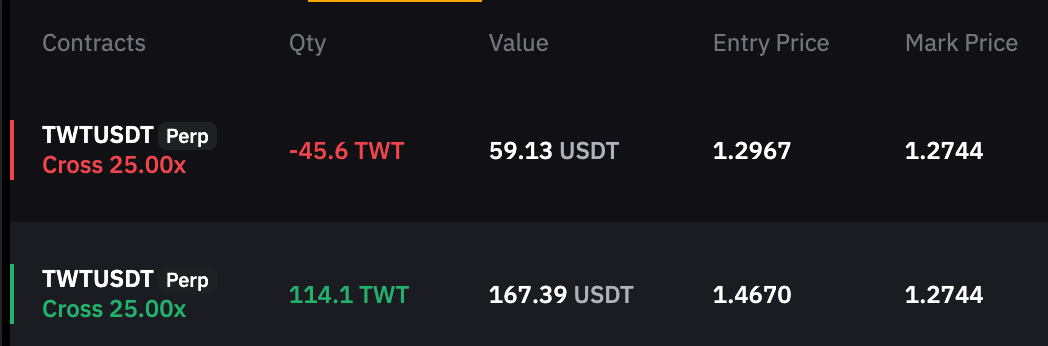 Contracts Qty Value Entry Price Mark Price
TWTUSDT Perp
Cross 25.00x
-45.6 TWT 59.13 USDT 1.2967 1.2744
TWTUSDT Perp
Cross 25.00x
114.1 TWT 167.39 USDT 1.4670 1.2744